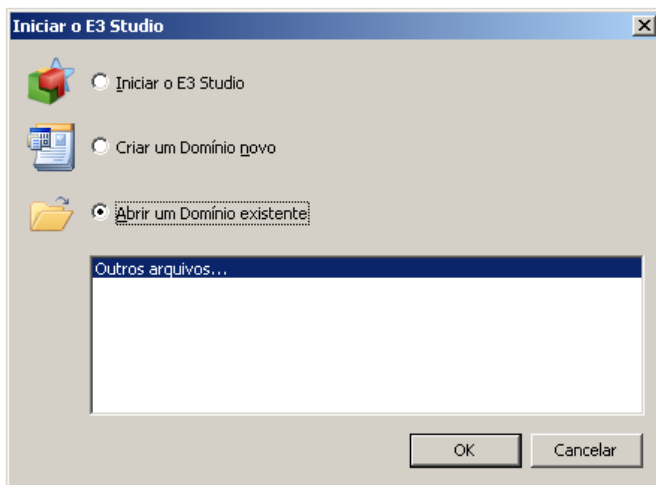 Iniciar o E3 Studio
Iniciar o E3 Studio
Criar um Domínio novo
Abrir um Domínio existente
Outros arquivos...
OK Cancelar